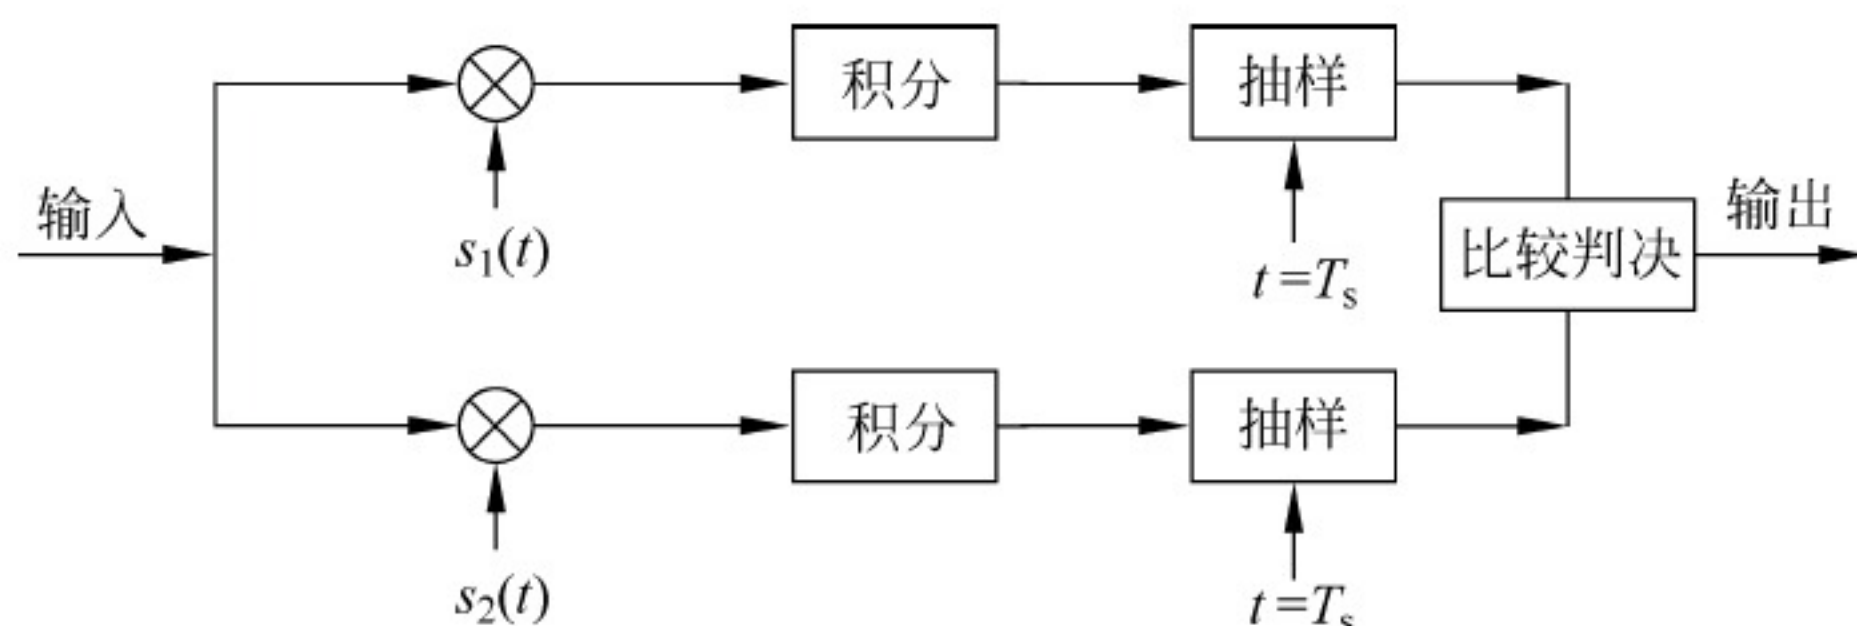 积分
抽样
输入
s₁(t)
t=Tₛ
比较判决
输出
积分
抽样
s₂(t)
t=Tₛ